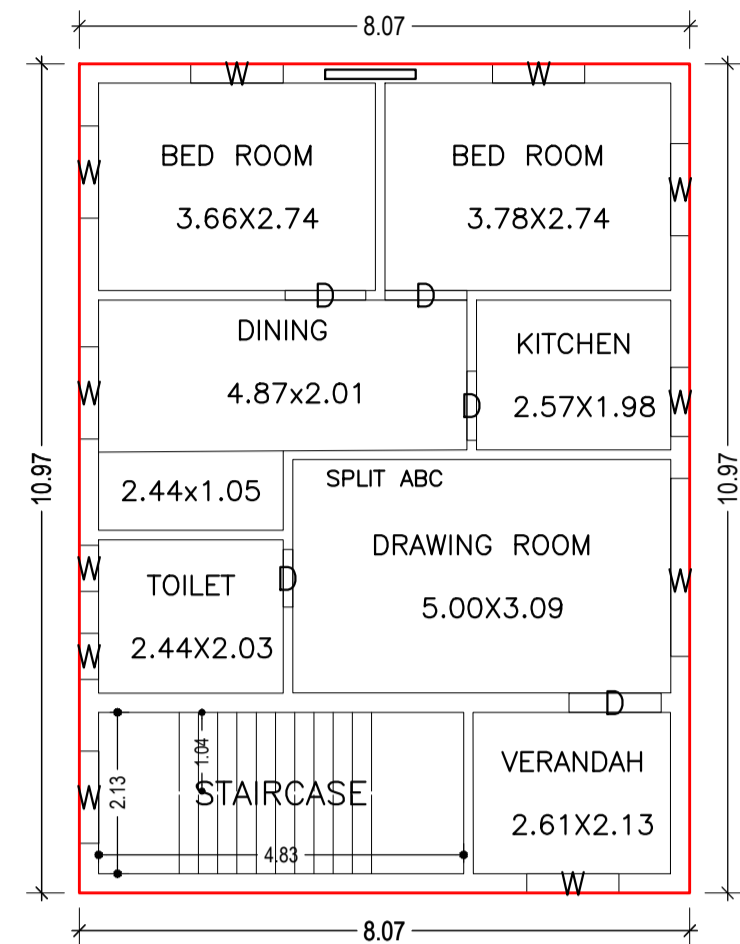 8.07
W W
BED ROOM BED ROOM
W W
3.66X2.74 3.78X2.74
D D
DINING KITCHEN
W 4.87x2.01 D 2.57X1.98 W
10.97 10.97
2.44x1.05 SPLIT ABC
DRAWING ROOM
W TOILET D W
5.00X3.09
W 2.44X2.03
D
1.04 VERANDAH
W 2.13 STAIRCASE
2.61X2.13
4.83
W
8.07